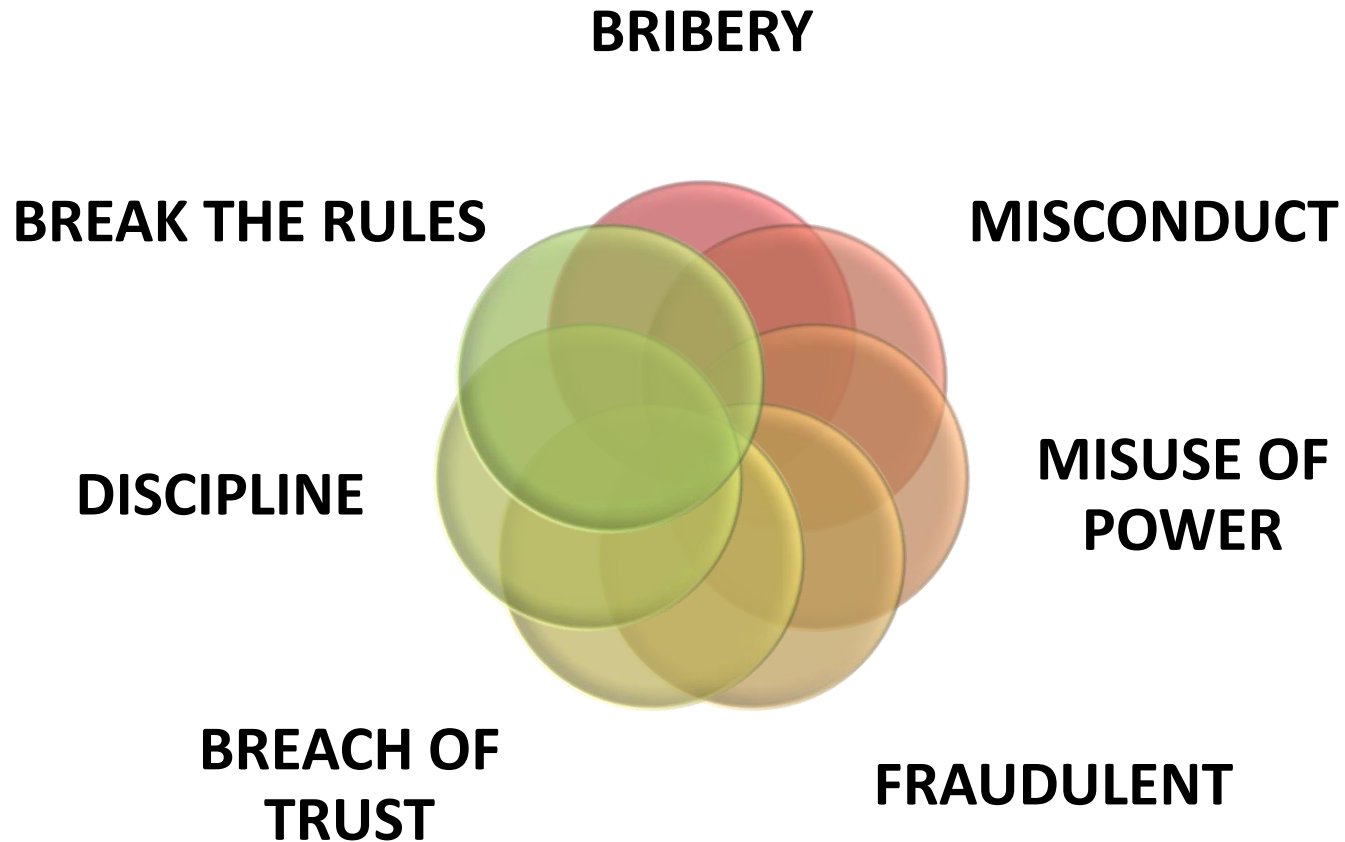 BRIBERY
BREAK THE RULES
MISCONDUCT
MISUSE OF
POWER
DISCIPLINE
BREACH OF
TRUST
FRAUDULENT